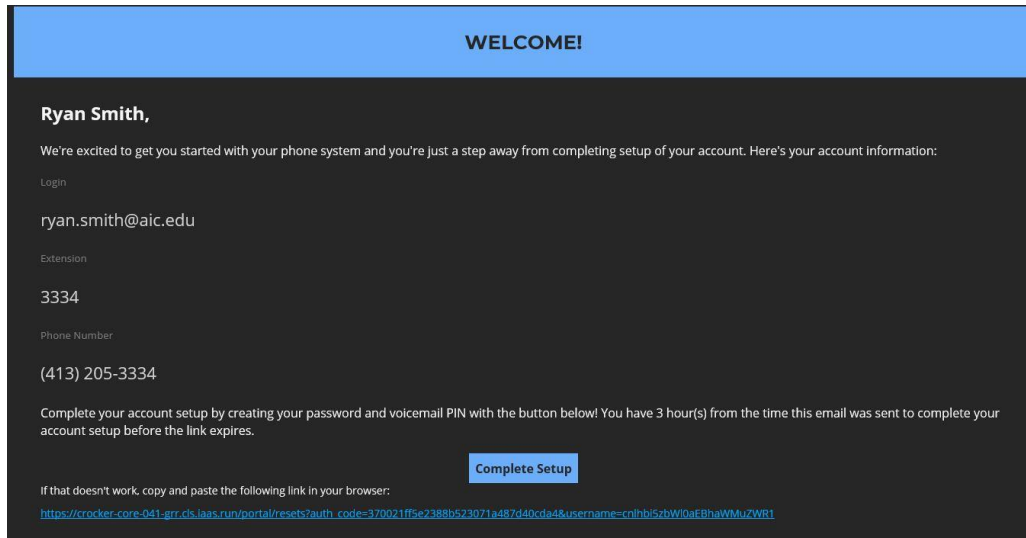 WELCOME!
Ryan Smith,
We're excited to get you started with your phone system and you're just a step away from completing setup of your account. Here's your account information:
Login
ryan.smith@aic.edu
Extension
3334
Phone Number
(413) 205-3334
Complete your account setup by creating your password and voicemail PIN with the button below! You have 3 hour(s) from the time this email was sent to complete your
account setup before the link expires.
Complete Setup
If that doesn't work, copy and paste the following link in your browser:
https://crocker-core-041-grr.cls.iaas.run/portal/resets?auth_code=370021ff5e2388b523071a487d40cda4&username=cnlhbi5zbWl0aEBhaWMuZWR1